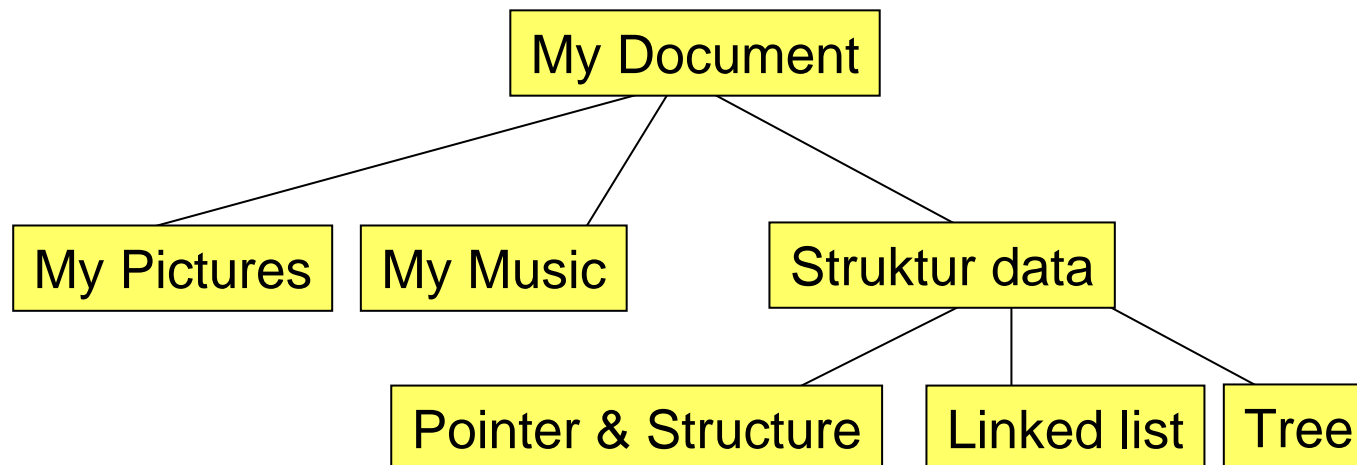 My Document
My Pictures
My Music
Struktur data
Pointer & Structure
Linked list
Tree